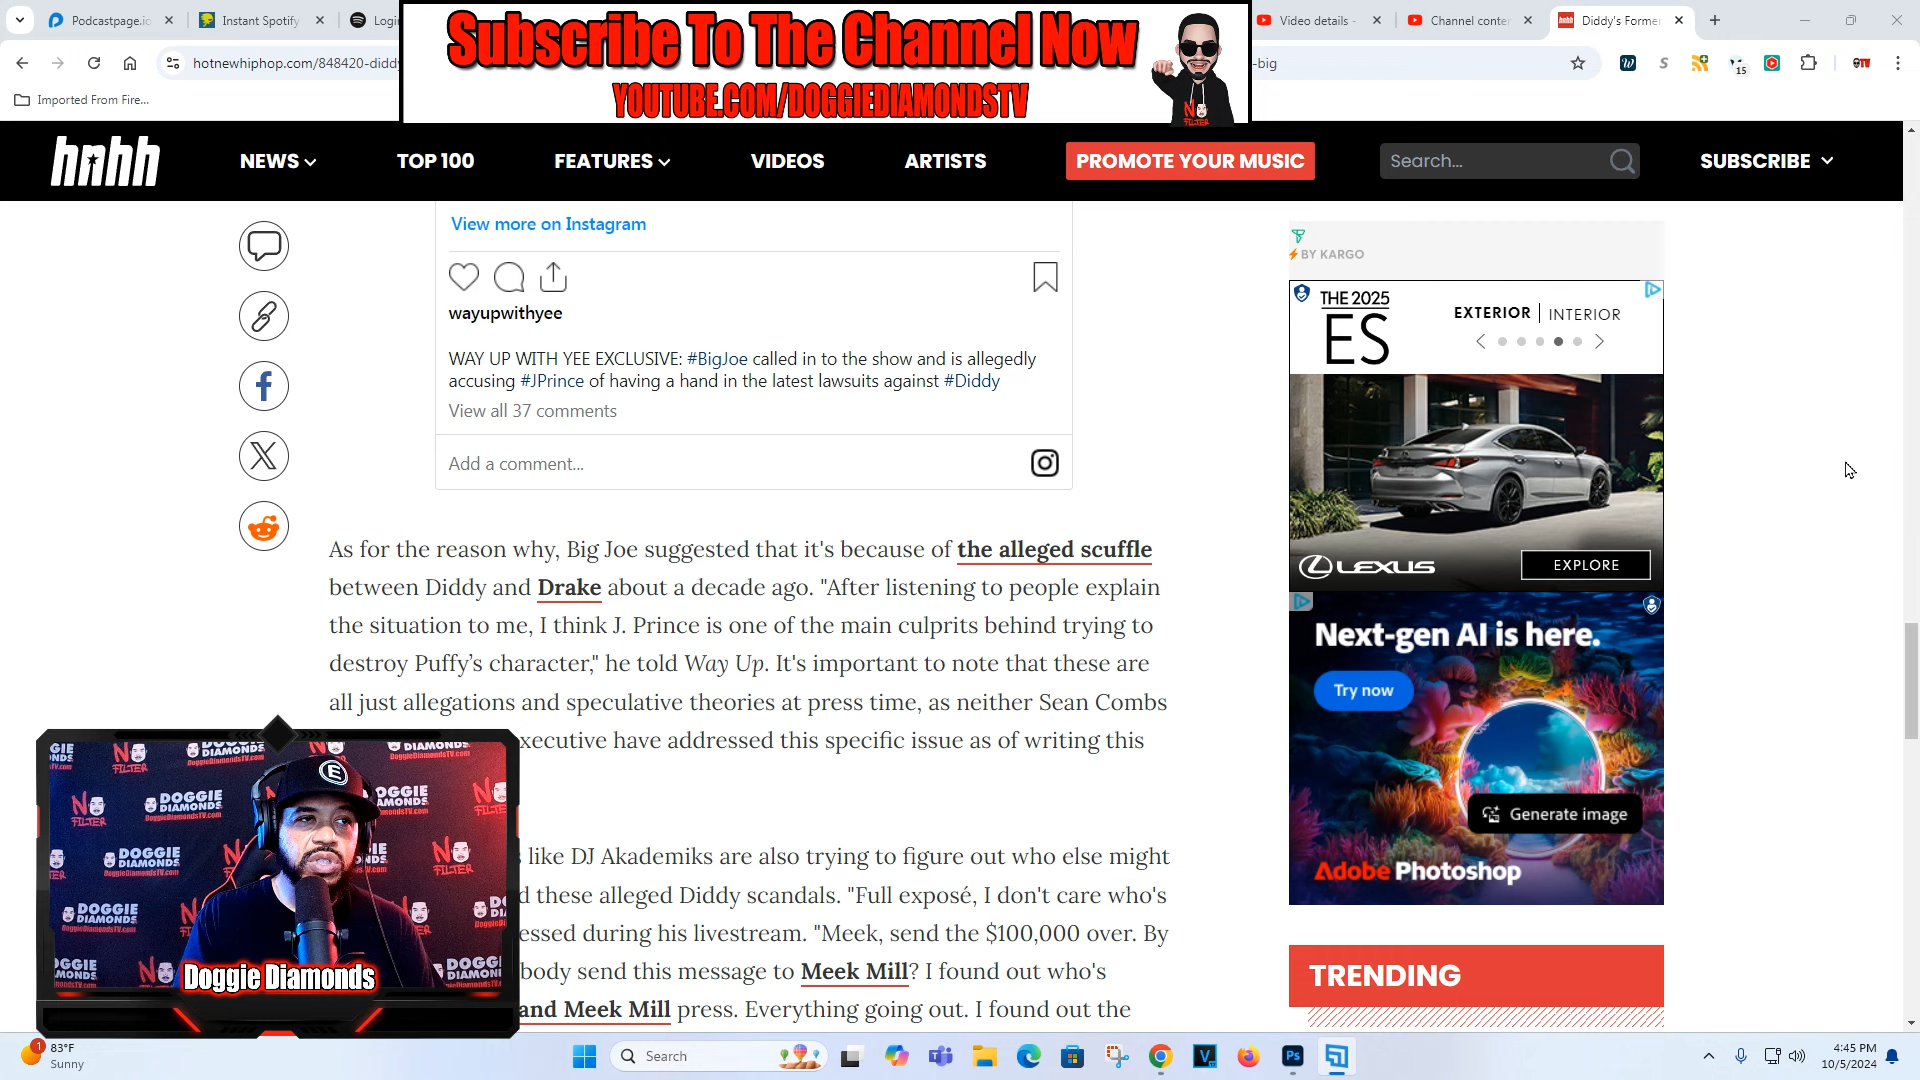 Podcastpage.io
Instant Spotify
Login
Video details -
Channel conten
Diddy's Former
hotnewhiphop.com/848420-diddy
-big
15
Imported From Fire...
Subscribe To The Channel Now
YOUTUBE.COM/DOGGIEDIAMONDSTV
hnhh
NEWS
TOP 100
FEATURES
VIDEOS
ARTISTS
PROMOTE YOUR MUSIC
Search...
SUBSCRIBE
View more on Instagram
wayupwithyee
WAY UP WITH YEE EXCLUSIVE: #BigJoe called in to the show and is allegedly
accusing #JPrince of having a hand in the latest lawsuits against #Diddy
View all 37 comments
Add a comment...
BY KARGO
THE 2025
ES
EXTERIOR | INTERIOR
LEXUS
EXPLORE
As for the reason why, Big Joe suggested that it's because of the alleged scuffle
between Diddy and Drake about a decade ago. "After listening to people explain
the situation to me, I think J. Prince is one of the main culprits behind trying to
destroy Puffy's character," he told Way Up. It's important to note that these are
all just allegations and speculative theories at press time, as neither Sean Combs
xecutive have addressed this specific issue as of writing this
like DJ Akademiks are also trying to figure out who else might
d these alleged Diddy scandals. "Full exposé, I don't care who's
essed during his livestream. "Meek, send the $100,000 over. By
body send this message to Meek Mill? I found out who's
and Meek Mill press. Everything going out. I found out the
Next-gen AI is here.
Try now
Generate image
Adobe Photoshop
TRENDING
NO FILTER
DOGGIE DIAMONDS
DoggieDiamondsTV.com
Doggie Diamonds
83°F
Sunny
Search
4:45 PM
10/5/2024